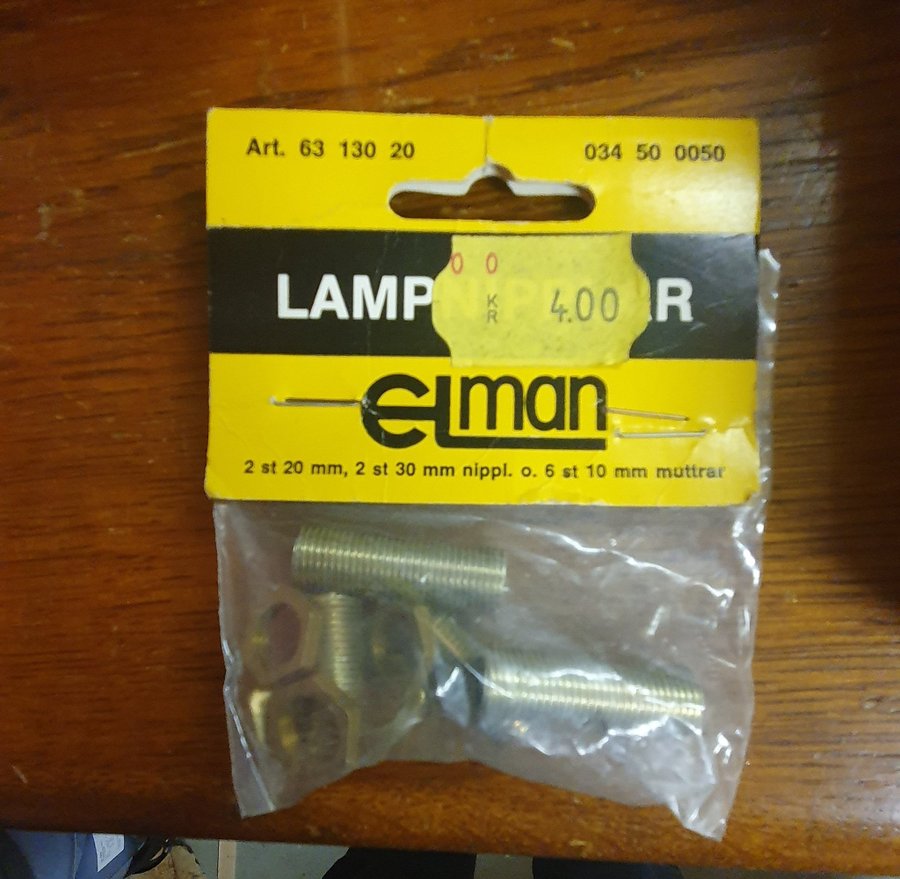 Art. 63 130 20
034 50 0050
LAMPNIPPLAR
0 0
KR 4.00
ELman
2 st 20 mm, 2 st 30 mm nippl. o. 6 st 10 mm muttrar